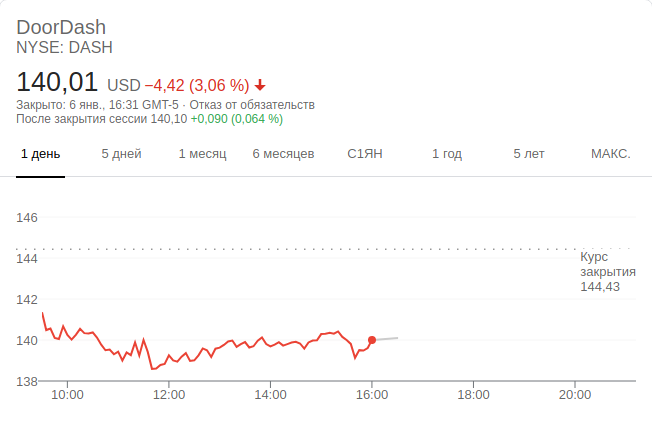 DoorDash
NYSE: DASH
140,01 USD −4,42 (3,06 %)
Закрыто: 6 янв., 16:31 GMT-5 · Отказ от обязательств
После закрытия сессии 140,10 +0,090 (0,064 %)
1 день 5 дней 1 месяц 6 месяцев С1ЯН 1 год 5 лет МАКС.
146
144
142
140
138
Курс
закрытия
144,43
10:00 12:00 14:00 16:00 18:00 20:00